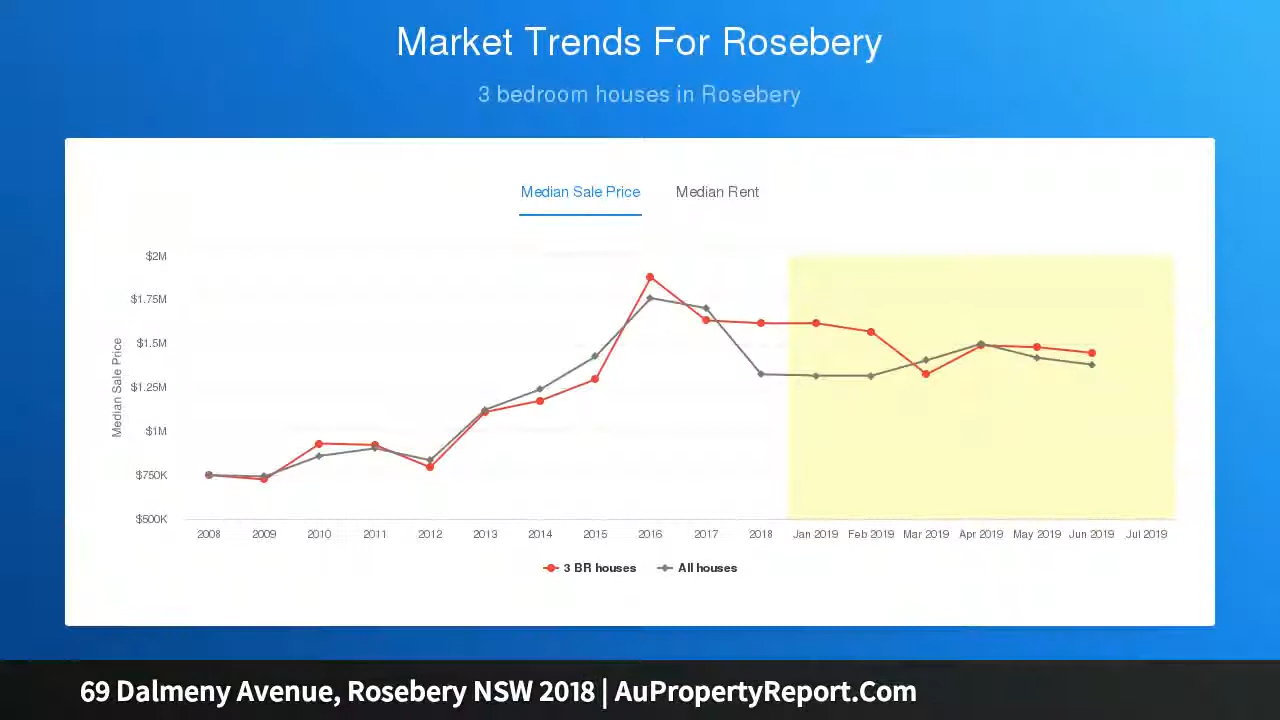 Market Trends For Rosebery
3 bedroom houses in Rosebery
Median Sale Price Median Rent
Median Sale Price
$2M
$1.75M
$1.5M
$1.25M
$1M
$750K
$500K
2008 2009 2010 2011 2012 2013 2014 2015 2016 2017 2018 Jan 2019 Feb 2019 Mar 2019 Apr 2019 May 2019 Jun 2019 Jul 2019
3 BR houses All houses
69 Dalmeny Avenue, Rosebery NSW 2018 | AuPropertyReport.Com